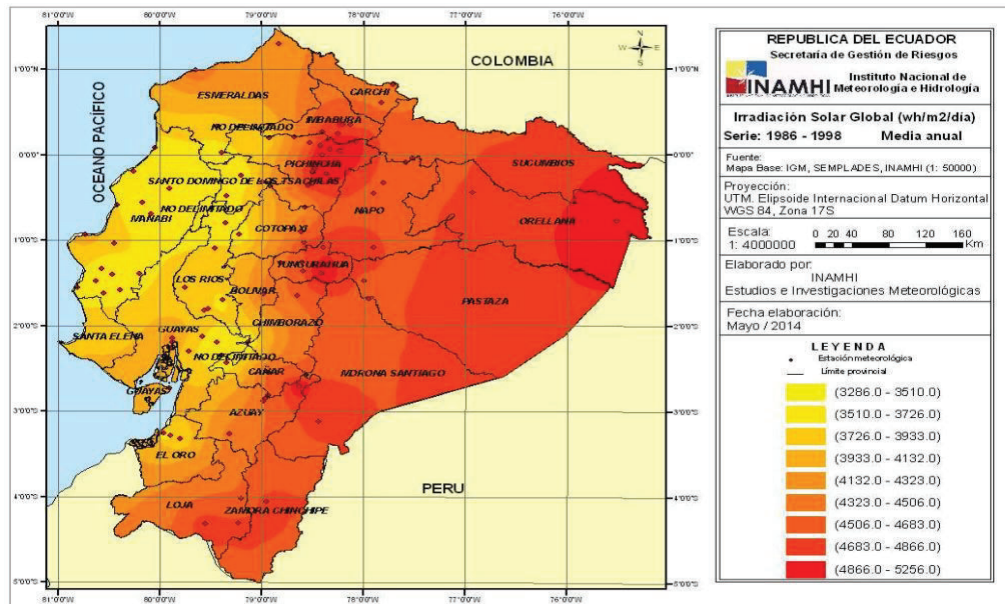 81°0'0"W 80°0'0"W 79°0'0"W 78°0'0"W 77°0'0"W 76°0'0"W
1°0'0"N
0°0'0"
1°0'0"S
2°0'0"S
3°0'0"S
4°0'0"S
5°0'0"S
OCEANO PACÍFICO
COLOMBIA
PERU
N
W E
S
ESMERALDAS
CARCHI
IMBABURA
NO DELIMITADO
PICHINCHA
SUCUMBIOS
SANTO DOMINGO DE LOS TSACHILAS
NAPO
NO DELIMITADO
MANABI
ORELLANA
COTOPAXI
TUNGURAHUA
LOS RIOS
BOLIVAR
PASTAZA
CHIMBORAZO
SANTA ELENA
GUAYAS
NO DELIMITADO
CAÑAR
MORONA SANTIAGO
GUAYAS
AZUAY
EL ORO
LOJA
ZAMORA CHINCHIPE
REPUBLICA DEL ECUADOR
Secretaría de Gestión de Riesgos
INAMHI
Instituto Nacional de
Meteorología e Hidrología
Irradiación Solar Global (wh/m2/día)
Serie: 1986 - 1998 Media anual
Fuente:
Mapa Base: IGM, SEMPLADES, INAMHI (1: 50000)
Proyección:
UTM. Elipsoide Internacional Datum Horizontal
WGS 84, Zona 17S
Escala:
1: 4000000
0 20 40 80 120 160
Km
Elaborado por:
INAMHI
Estudios e Investigaciones Meteorológicas
Fecha elaboración:
Mayo / 2014
LEYENDA
Estación meteorológica
Límite provincial
(3286.0 - 3510.0)
(3510.0 - 3726.0)
(3726.0 - 3933.0)
(3933.0 - 4132.0)
(4132.0 - 4323.0)
(4323.0 - 4506.0)
(4506.0 - 4683.0)
(4683.0 - 4866.0)
(4866.0 - 5256.0)